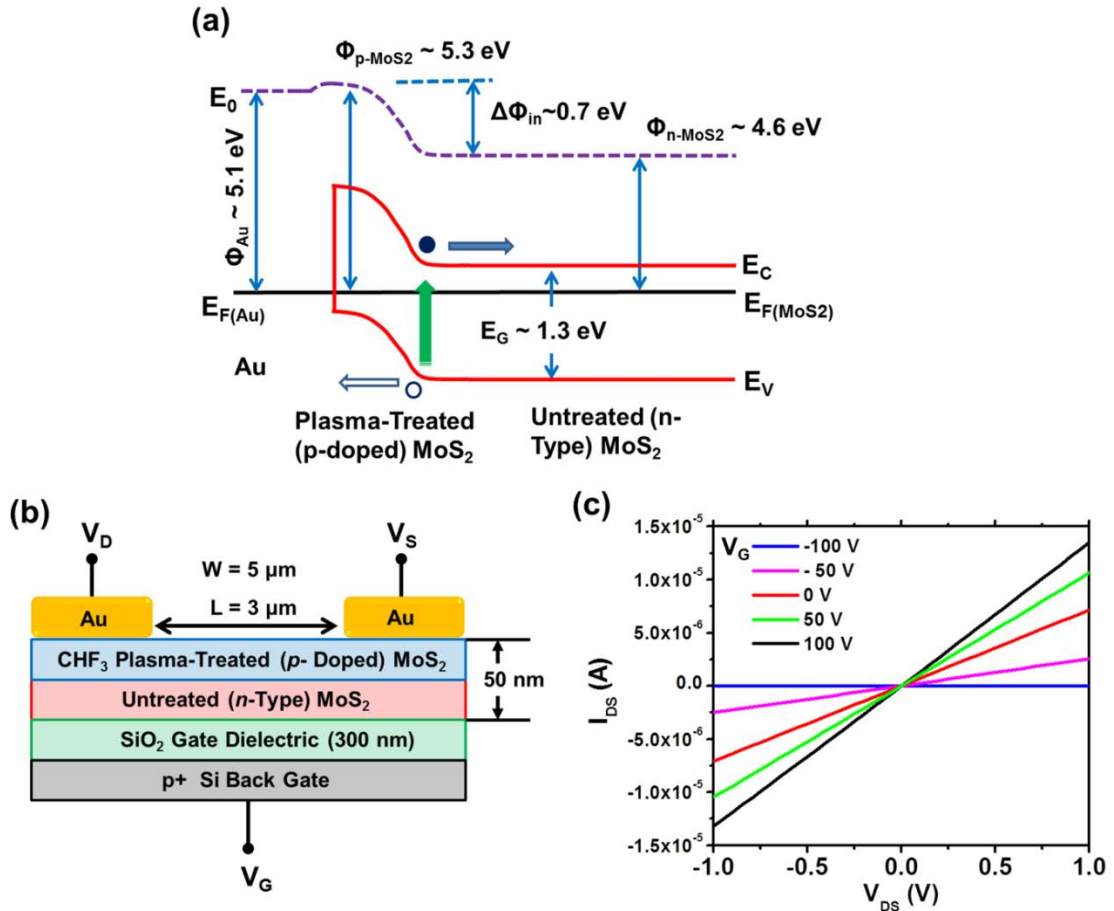 (a)
Φp-MoS2 ~ 5.3 eV
E0
ΔΦin~0.7 eV
Φn-MoS2 ~ 4.6 eV
ΦAu ~ 5.1 eV
EC
EF(Au)
EF(MoS2)
EG ~ 1.3 eV
Au
EV
Plasma-Treated
(p-doped) MoS2
Untreated (n-
Type) MoS2
(b)
VD
VS
W = 5 μm
L = 3 μm
Au
Au
CHF3 Plasma-Treated (p- Doped) MoS2
50 nm
Untreated (n-Type) MoS2
SiO2 Gate Dielectric (300 nm)
p+ Si Back Gate
VG
(c)
VG
-100 V
- 50 V
0 V
50 V
100 V
1.5x10-5
1.0x10-5
5.0x10-6
0.0
-5.0x10-6
-1.0x10-5
-1.5x10-5
IDS (A)
-1.0
-0.5
0.0
0.5
1.0
VDS (V)